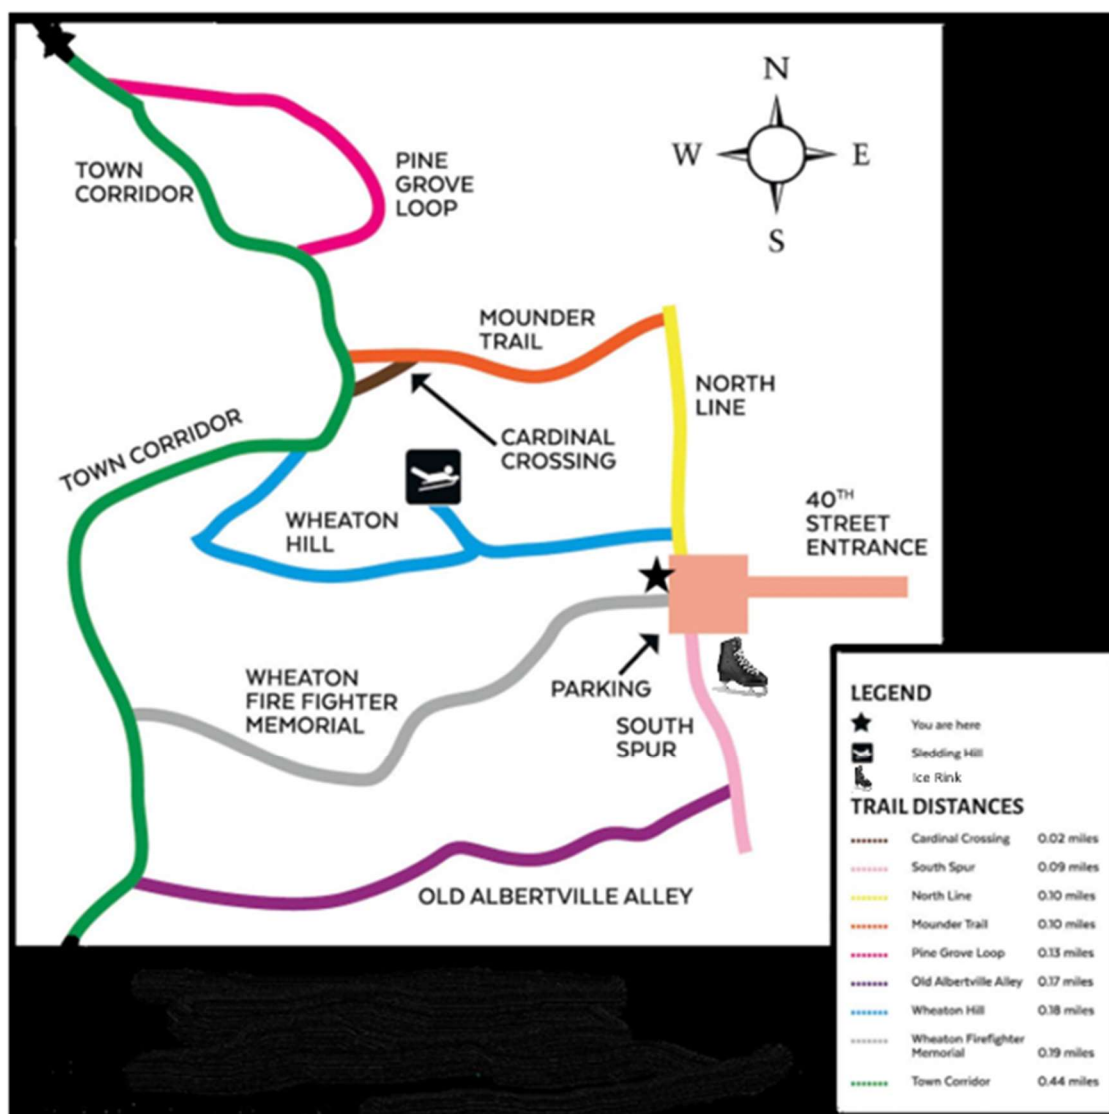 N
W
E
S
TOWN
CORRIDOR
PINE
GROVE
LOOP
MOUNDER
TRAIL
NORTH
LINE
TOWN CORRIDOR
CARDINAL
CROSSING
WHEATON
HILL
40TH
STREET
ENTRANCE
WHEATON
FIRE FIGHTER
MEMORIAL
PARKING
SOUTH
SPUR
OLD ALBERTVILLE ALLEY
LEGEND
You are here
Sledding Hill
Ice Rink
TRAIL DISTANCES
Cardinal Crossing 0.02 miles
South Spur 0.09 miles
North Line 0.10 miles
Mounder Trail 0.10 miles
Pine Grove Loop 0.13 miles
Old Albertville Alley 0.17 miles
Wheaton Hill 0.18 miles
Wheaton Firefighter
Memorial 0.19 miles
Town Corridor 0.44 miles